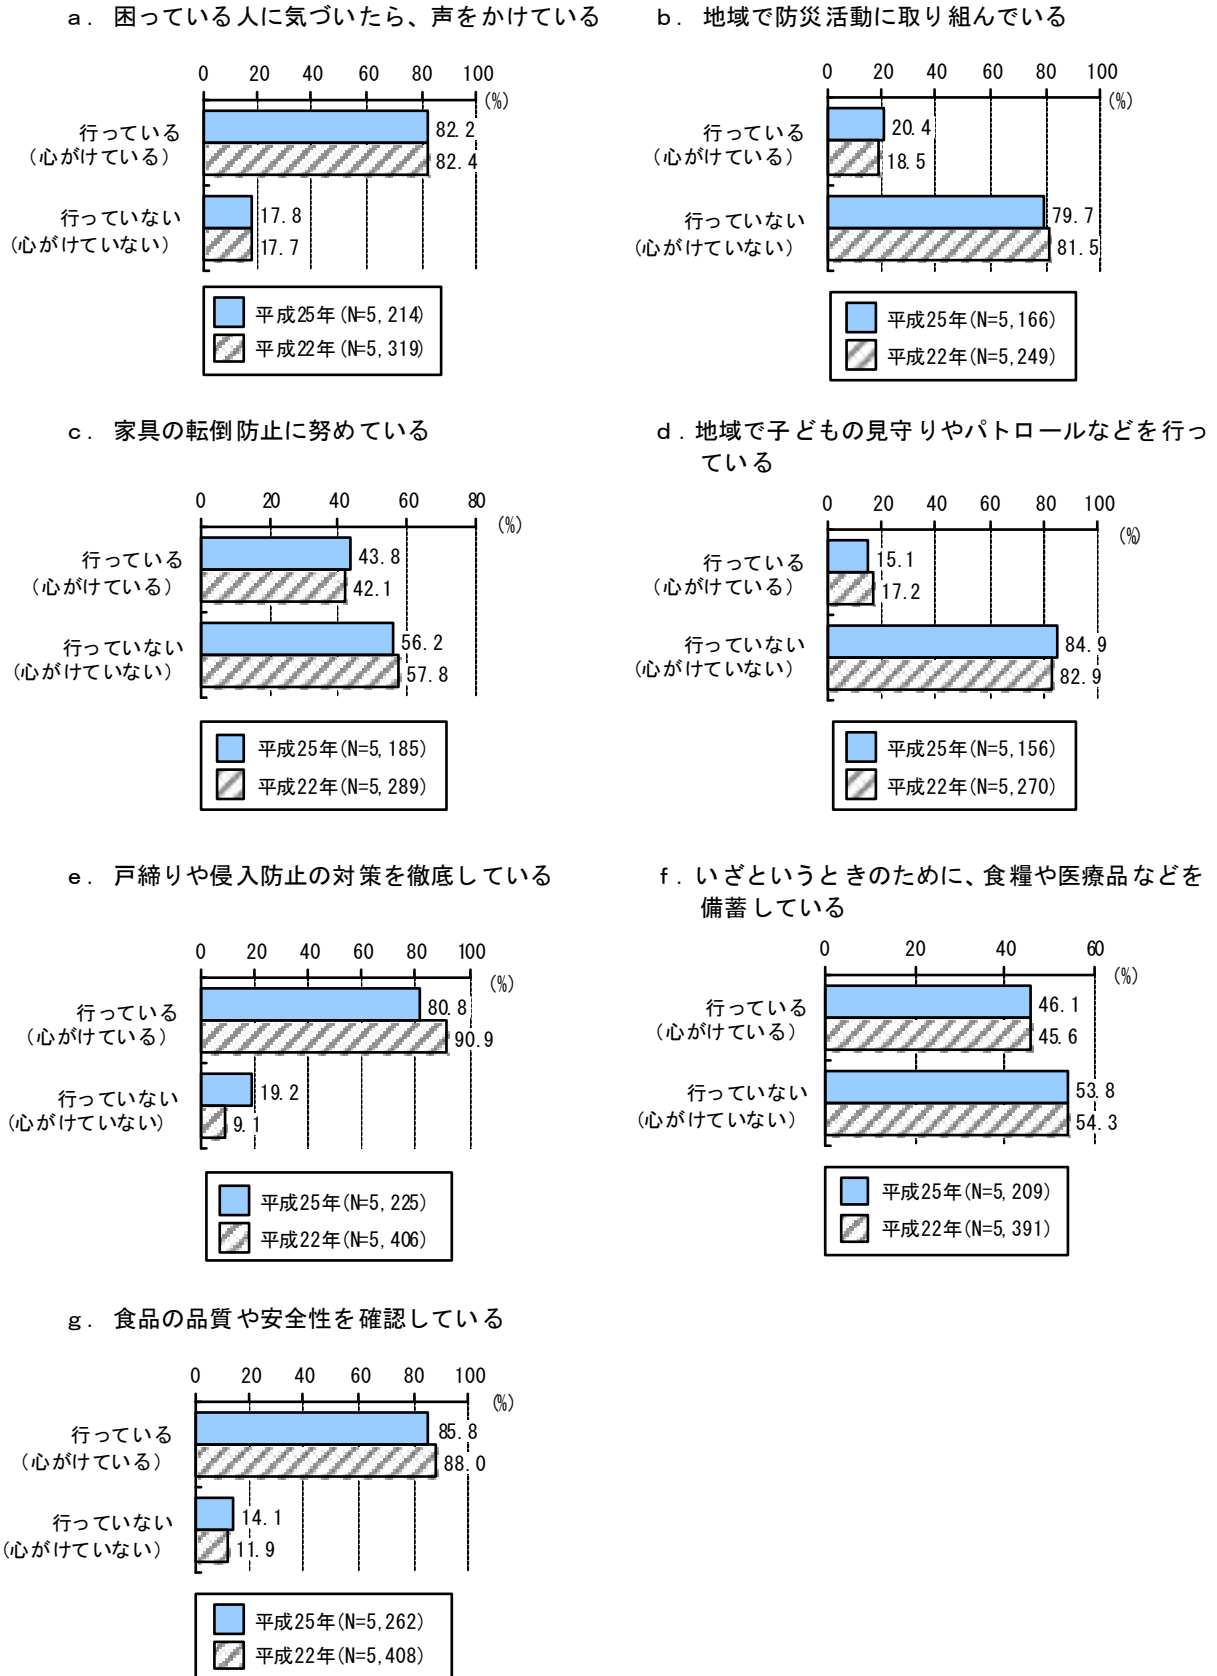 ａ．困っている人に気づいたら、声をかけている
0 20 40 60 80 100
(%)
行っている
（心がけている）
82.2
82.4
行っていない
（心がけていない）
17.8
17.7
平成25年(N=5,214)
平成22年(N=5,319)
ｂ．地域で防災活動に取り組んでいる
0 20 40 60 80 100
(%)
行っている
（心がけている）
20.4
18.5
行っていない
（心がけていない）
79.7
81.5
平成25年(N=5,166)
平成22年(N=5,249)
ｃ．家具の転倒防止に努めている
0 20 40 60 80
(%)
行っている
（心がけている）
43.8
42.1
行っていない
（心がけていない）
56.2
57.8
平成25年(N=5,185)
平成22年(N=5,289)
ｄ．地域で子どもの見守りやパトロールなどを行っ
ている
0 20 40 60 80 100
(%)
行っている
（心がけている）
15.1
17.2
行っていない
（心がけていない）
84.9
82.9
平成25年(N=5,156)
平成22年(N=5,270)
ｅ．戸締りや侵入防止の対策を徹底している
0 20 40 60 80 100
(%)
行っている
（心がけている）
80.8
90.9
行っていない
（心がけていない）
19.2
9.1
平成25年(N=5,225)
平成22年(N=5,406)
ｆ．いざというときのために、食糧や医療品などを
備蓄している
0 20 40 60
(%)
行っている
（心がけている）
46.1
45.6
行っていない
（心がけていない）
53.8
54.3
平成25年(N=5,209)
平成22年(N=5,391)
ｇ．食品の品質や安全性を確認している
0 20 40 60 80 100
(%)
行っている
（心がけている）
85.8
88.0
行っていない
（心がけていない）
14.1
11.9
平成25年(N=5,262)
平成22年(N=5,408)